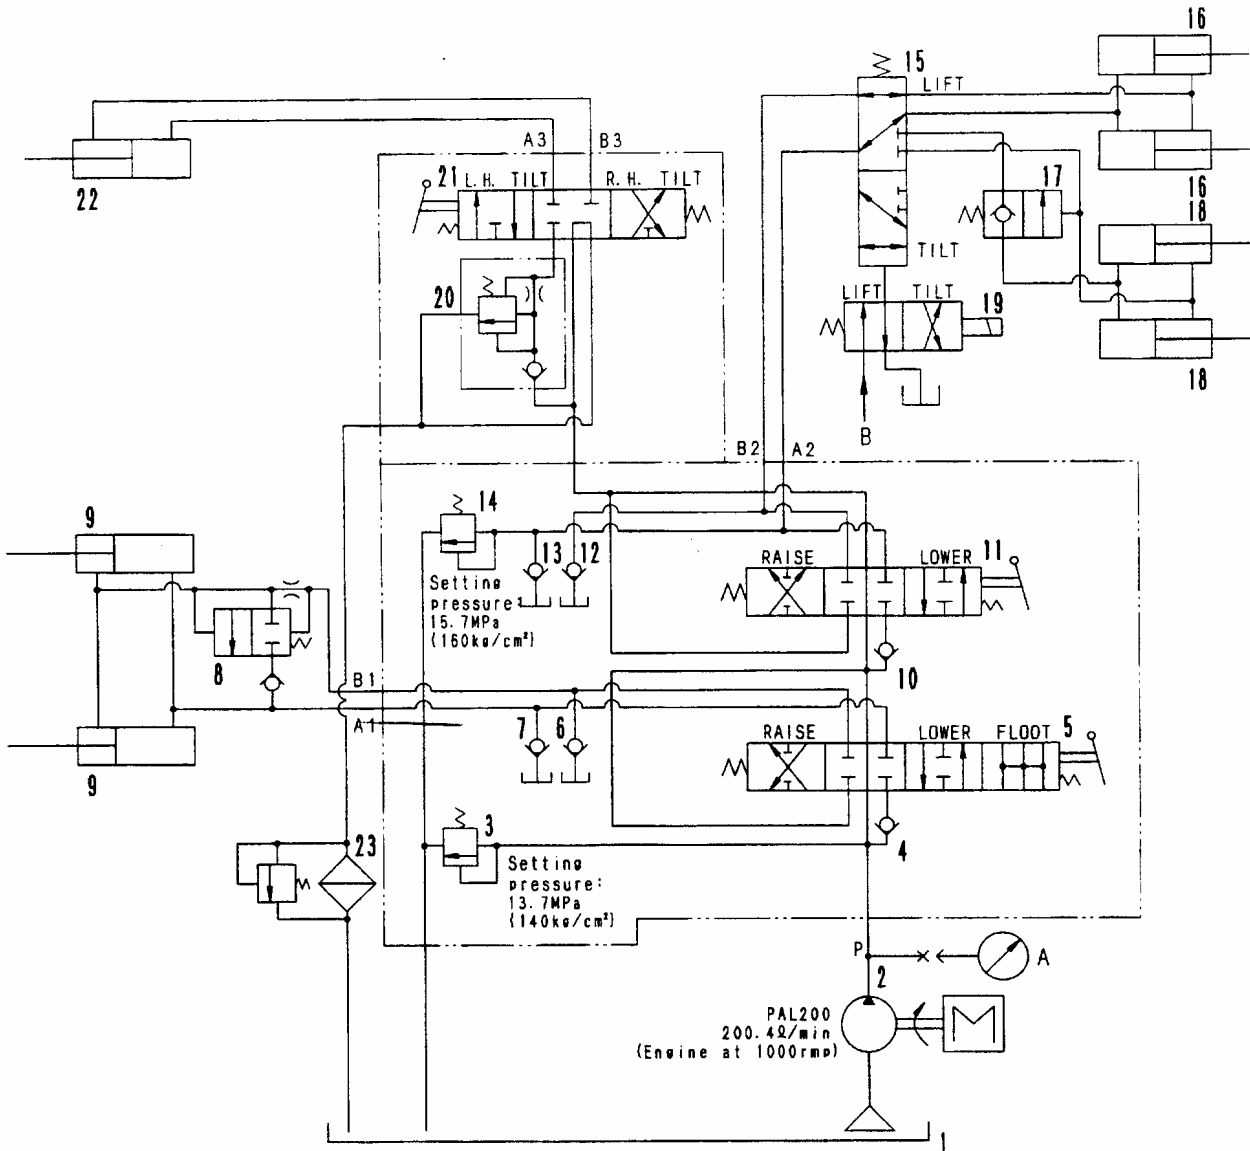 16
15
LIFT
22
A3
B3
21
L.H. TILT
R.H. TILT
17
16
18
TILT
20
LIFT TILT
19
18
B
B2
A2
14
9
13
12
RAISE
LOWER
11
Setting
pressure:
15.7MPa
(160kg/cm²)
8
10
B1
A1
7
6
RAISE
LOWER
FLOOT
5
9
3
4
23
Setting
pressure:
13.7MPa
(140kg/cm²)
P
A
2
PAL200
200.4ℓ/min
(Engine at 1000rmp)
M
1